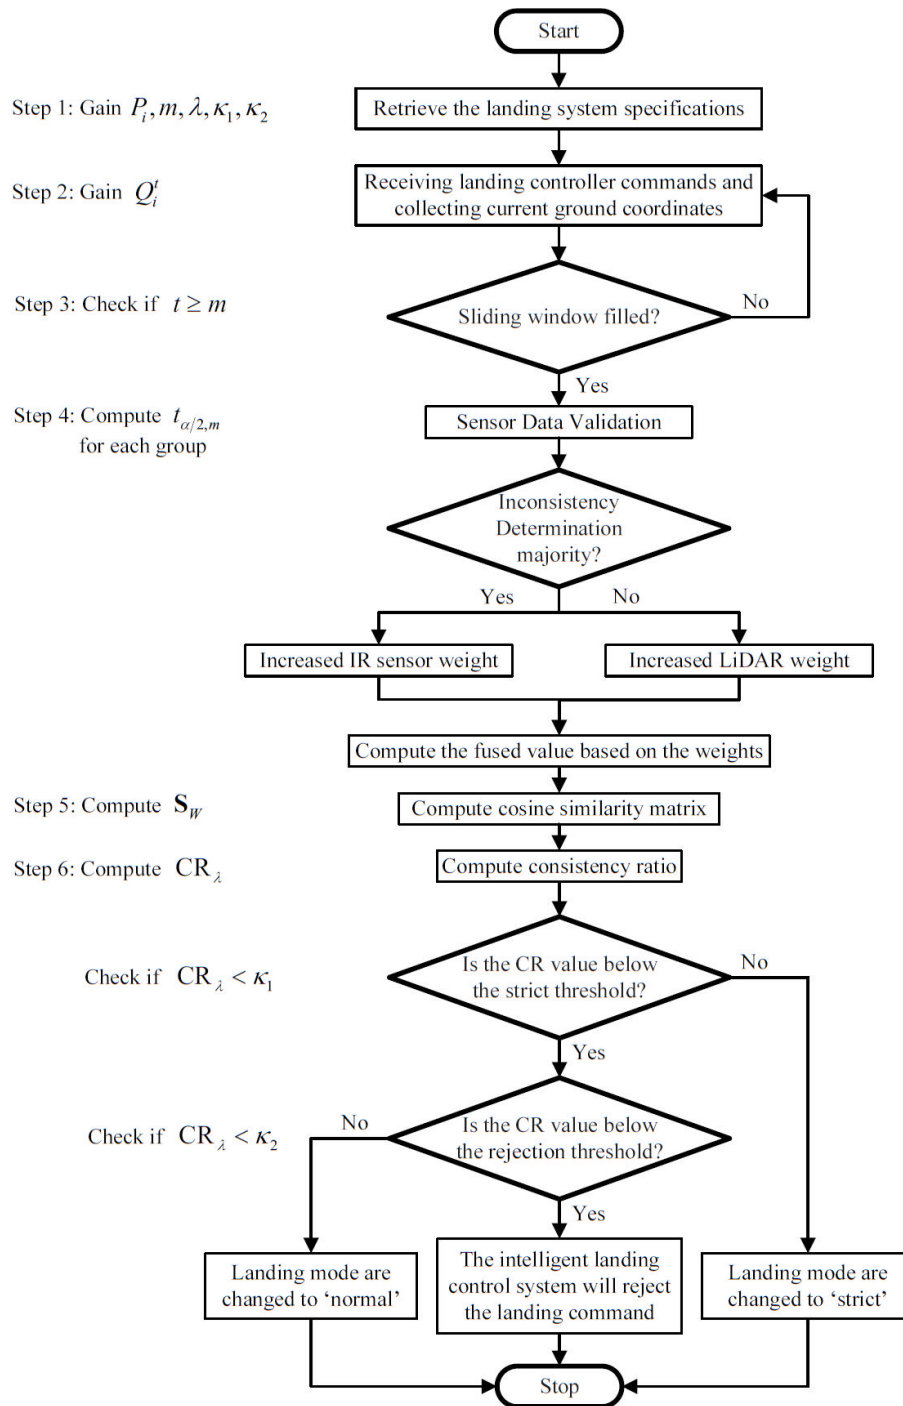 Start
Step 1: Gain P_i, m, λ, κ_1, κ_2
Retrieve the landing system specifications
Step 2: Gain Q_i^t
Receiving landing controller commands and
collecting current ground coordinates
Step 3: Check if t ≥ m
Sliding window filled?
No
Yes
Step 4: Compute t_{α/2,m}
for each group
Sensor Data Validation
Inconsistency
Determination
majority?
Yes
No
Increased IR sensor weight
Increased LiDAR weight
Compute the fused value based on the weights
Step 5: Compute S_W
Compute cosine similarity matrix
Step 6: Compute CR_λ
Compute consistency ratio
Check if CR_λ < κ_1
Is the CR value below
the strict threshold?
No
Yes
Check if CR_λ < κ_2
No
Is the CR value below
the rejection threshold?
Yes
Landing mode are
changed to ‘normal’
The intelligent landing
control system will reject
the landing command
Landing mode are
changed to ‘strict’
Stop